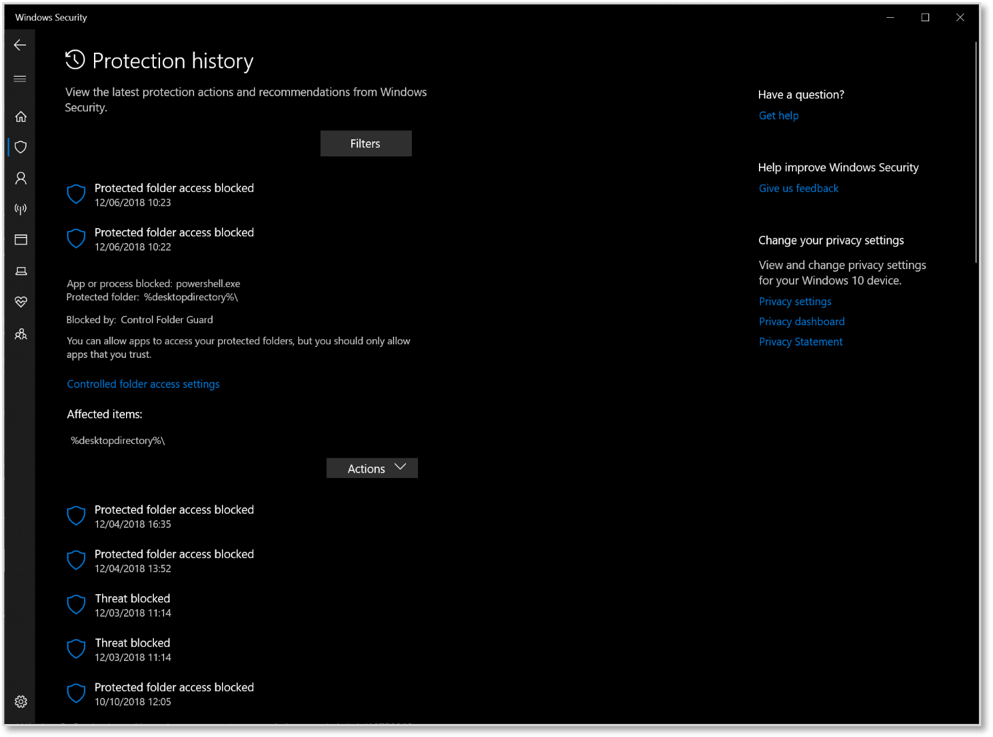 Windows Security
Protection history
View the latest protection actions and recommendations from Windows
Security.
Filters
Protected folder access blocked
12/06/2018 10:23
Protected folder access blocked
12/06/2018 10:22
App or process blocked: powershell.exe
Protected folder: %desktopdirectory%\
Blocked by: Control Folder Guard
You can allow apps to access your protected folders, but you should only allow
apps that you trust.
Controlled folder access settings
Affected items:
%desktopdirectory%\
Actions
Protected folder access blocked
12/04/2018 16:35
Protected folder access blocked
12/04/2018 13:52
Threat blocked
12/03/2018 11:14
Threat blocked
12/03/2018 11:14
Protected folder access blocked
10/10/2018 12:05
Have a question?
Get help
Help improve Windows Security
Give us feedback
Change your privacy settings
View and change privacy settings
for your Windows 10 device.
Privacy settings
Privacy dashboard
Privacy Statement